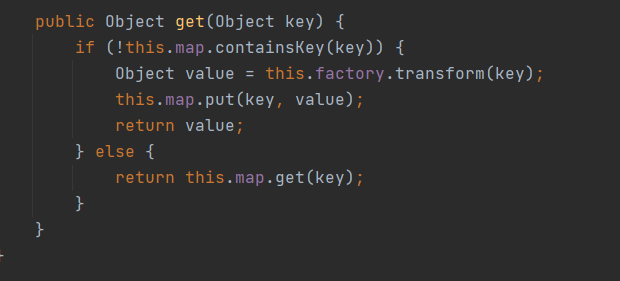 public Object get(Object key) {
if (!this.map.containsKey(key)) {
Object value = this.factory.transform(key);
this.map.put(key, value);
return value;
} else {
return this.map.get(key);
}
}
}